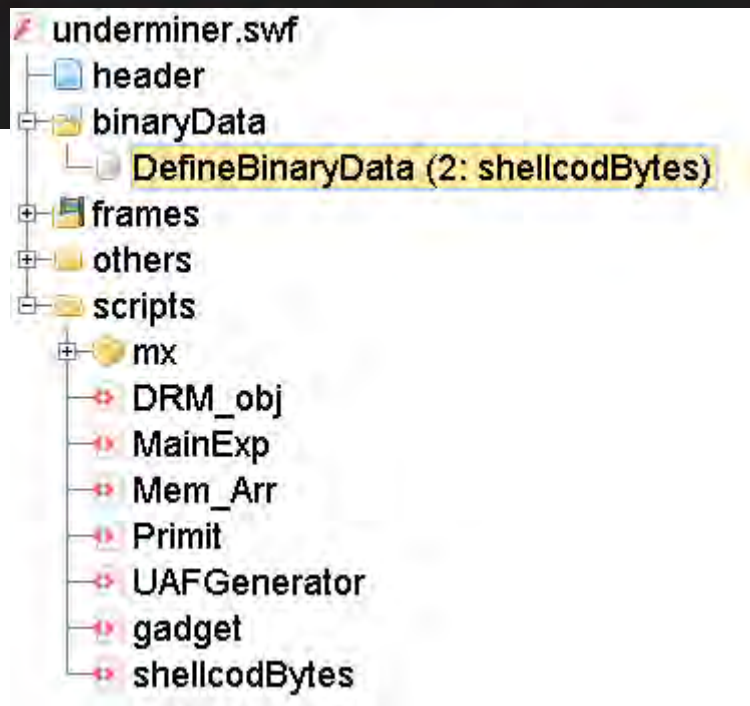 underminer.swf
header
binaryData
DefineBinaryData (2: shellcodBytes)
frames
others
scripts
mx
DRM_obj
MainExp
Mem_Arr
Primit
UAFGenerator
gadget
shellcodBytes